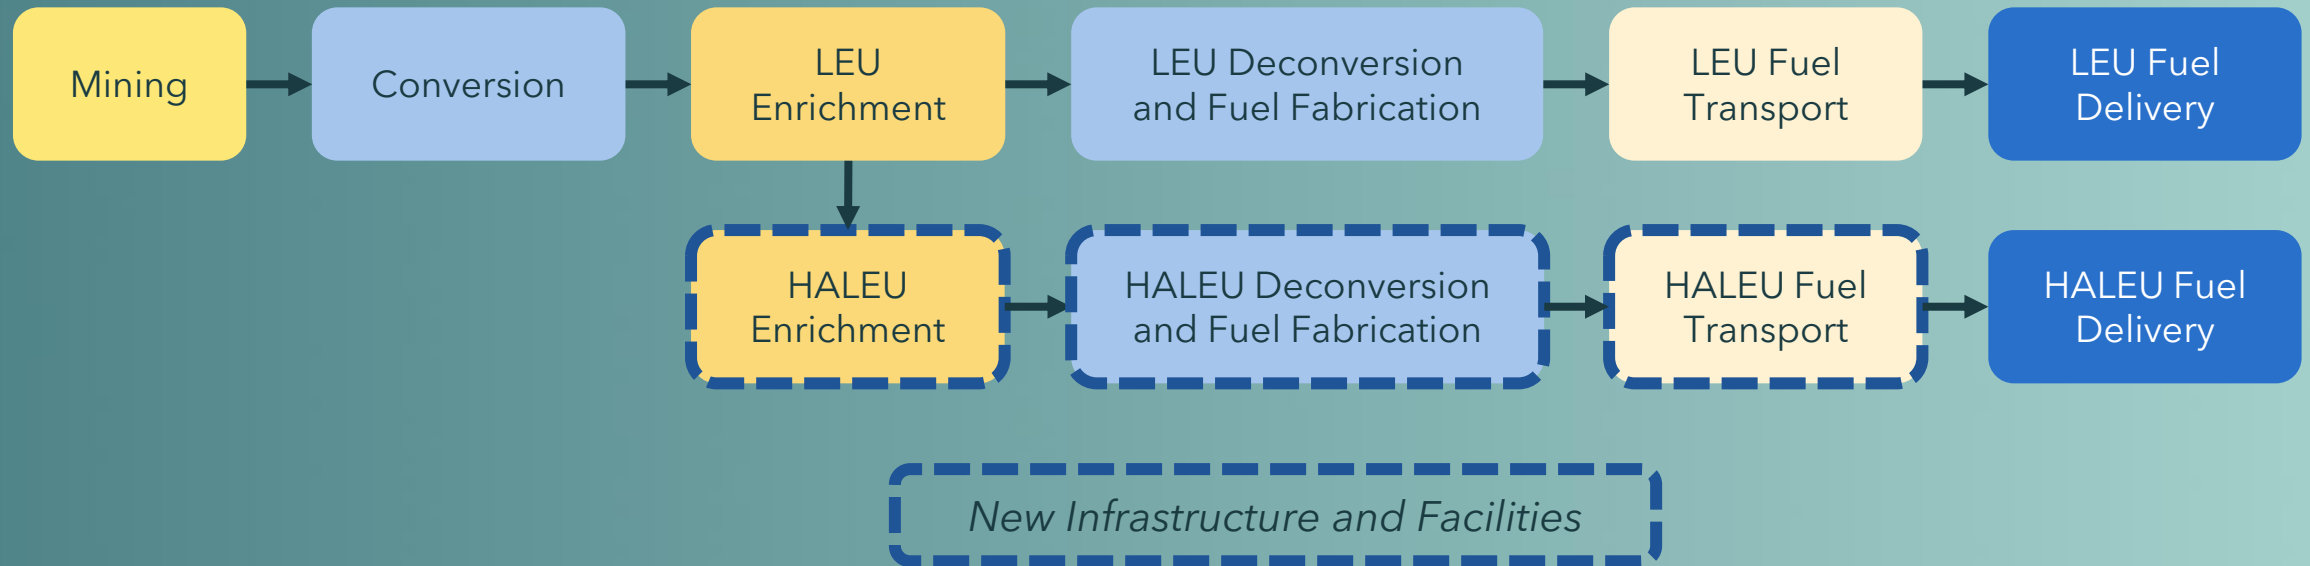 Mining
Conversion
LEU
Enrichment
LEU Deconversion
and Fuel Fabrication
LEU Fuel
Transport
LEU Fuel
Delivery
HALEU
Enrichment
HALEU Deconversion
and Fuel Fabrication
HALEU Fuel
Transport
HALEU Fuel
Delivery
New Infrastructure and Facilities